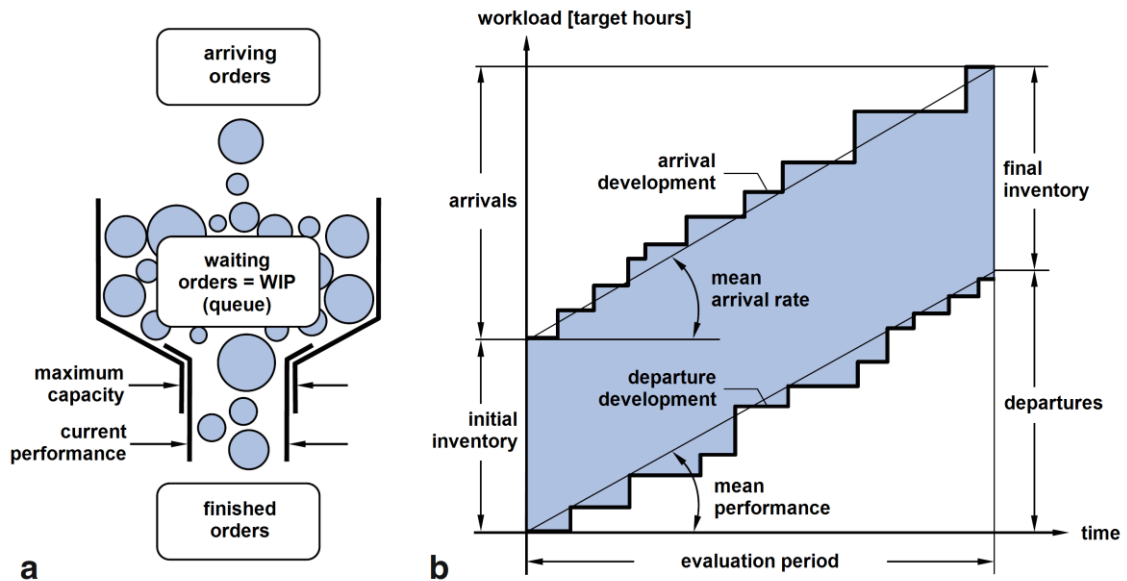 arriving
orders
waiting
orders = WIP
(queue)
maximum
capacity
current
performance
finished
orders
a
workload [target hours]
arrivals
arrival
development
final
inventory
mean
arrival rate
initial
inventory
departure
development
departures
mean
performance
time
evaluation period
b